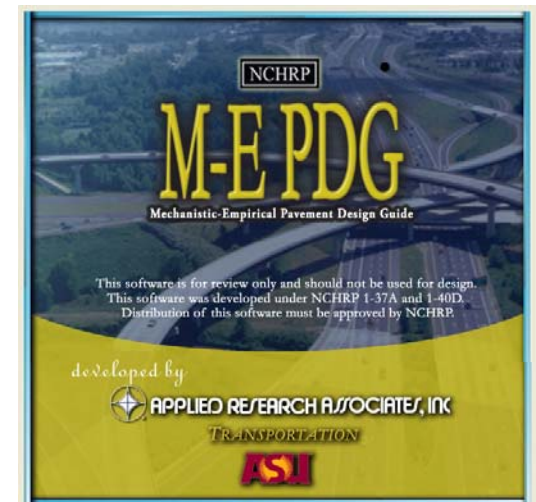 NCHRP
M-E PDG
Mechanistic-Empirical Pavement Design Guide
This software is for review only and should not be used for design.
This software was developed under NCHRP 1-37A and 1-40D.
Distribution of this software must be approved by NCHRP.
developed by
APPLIED RESEARCH ASSOCIATES, INC
TRANSPORTATION
ASU